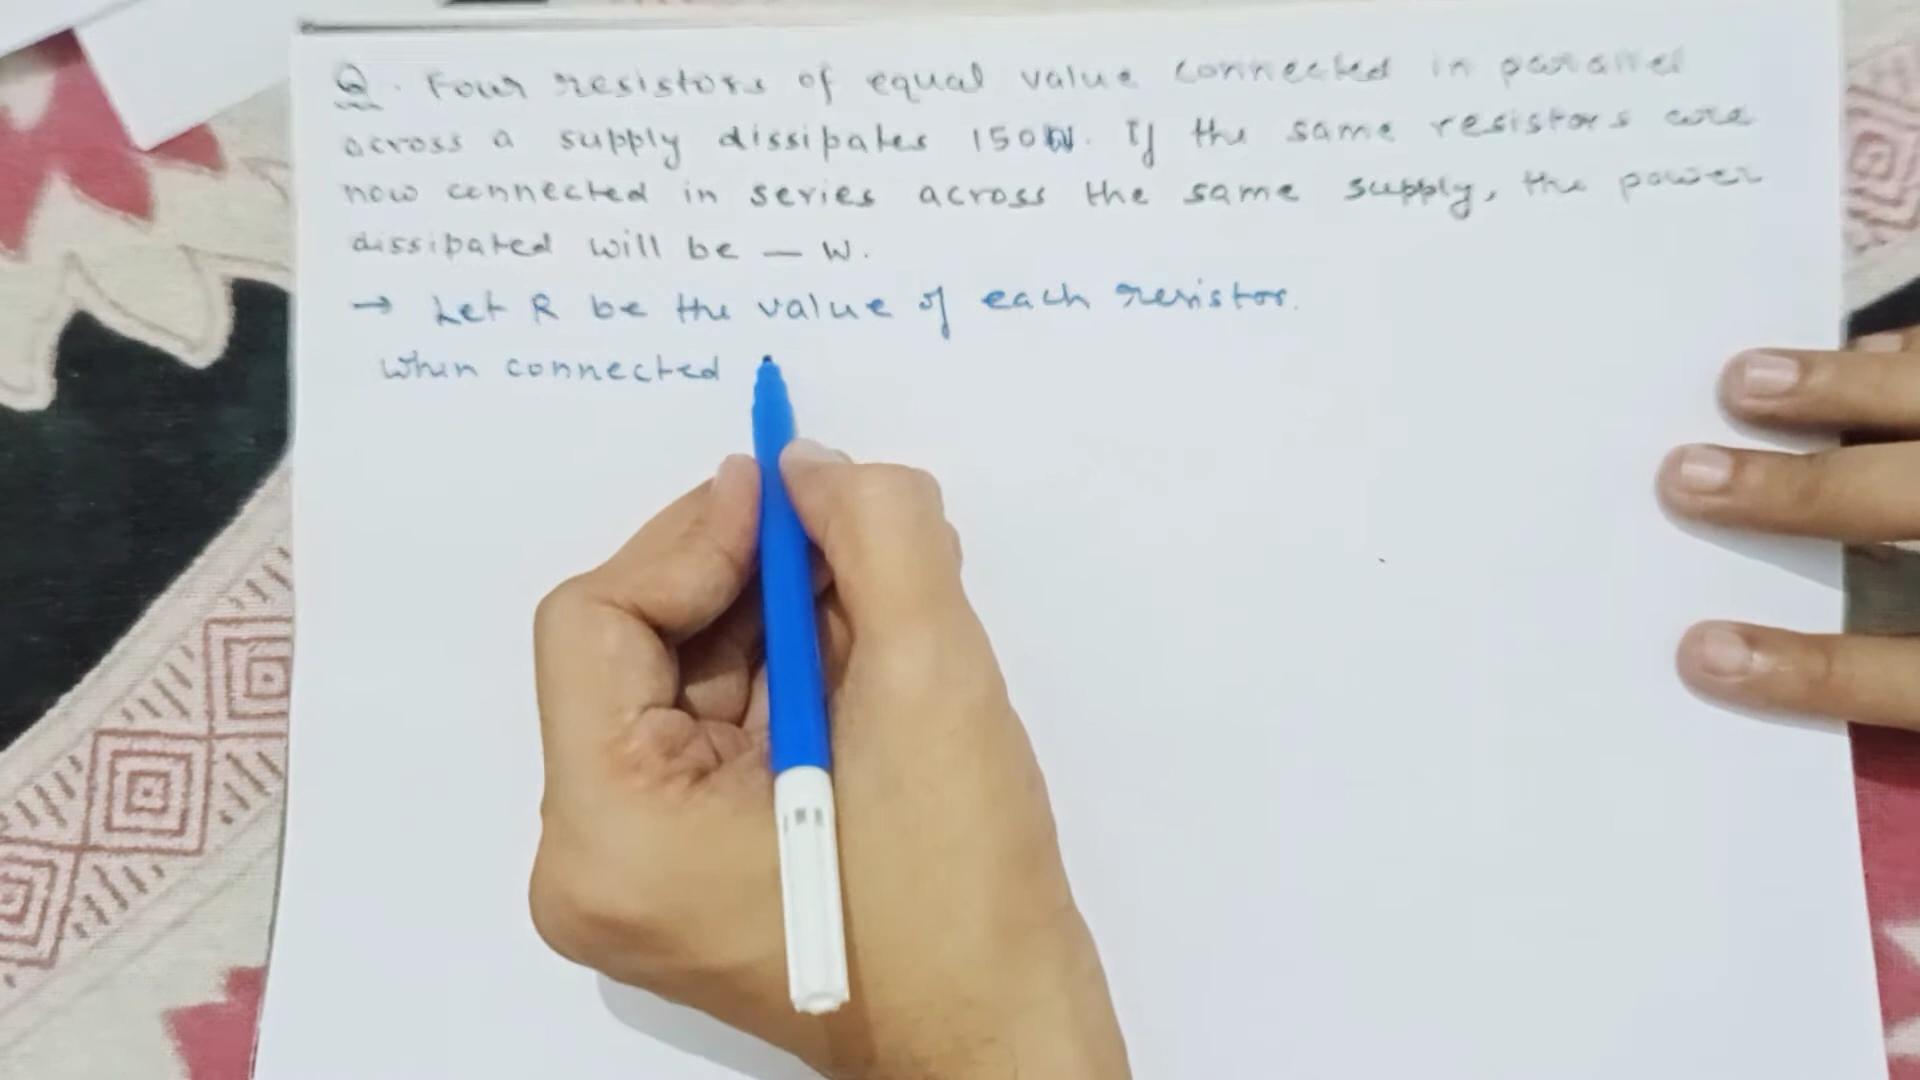 Q. Four resistors of equal value connected in parallel
across a supply dissipates 150W. If the same resistors are
now connected in series across the same supply, the power
dissipated will be — W.
→ Let R be the value of each resistor.
When connected